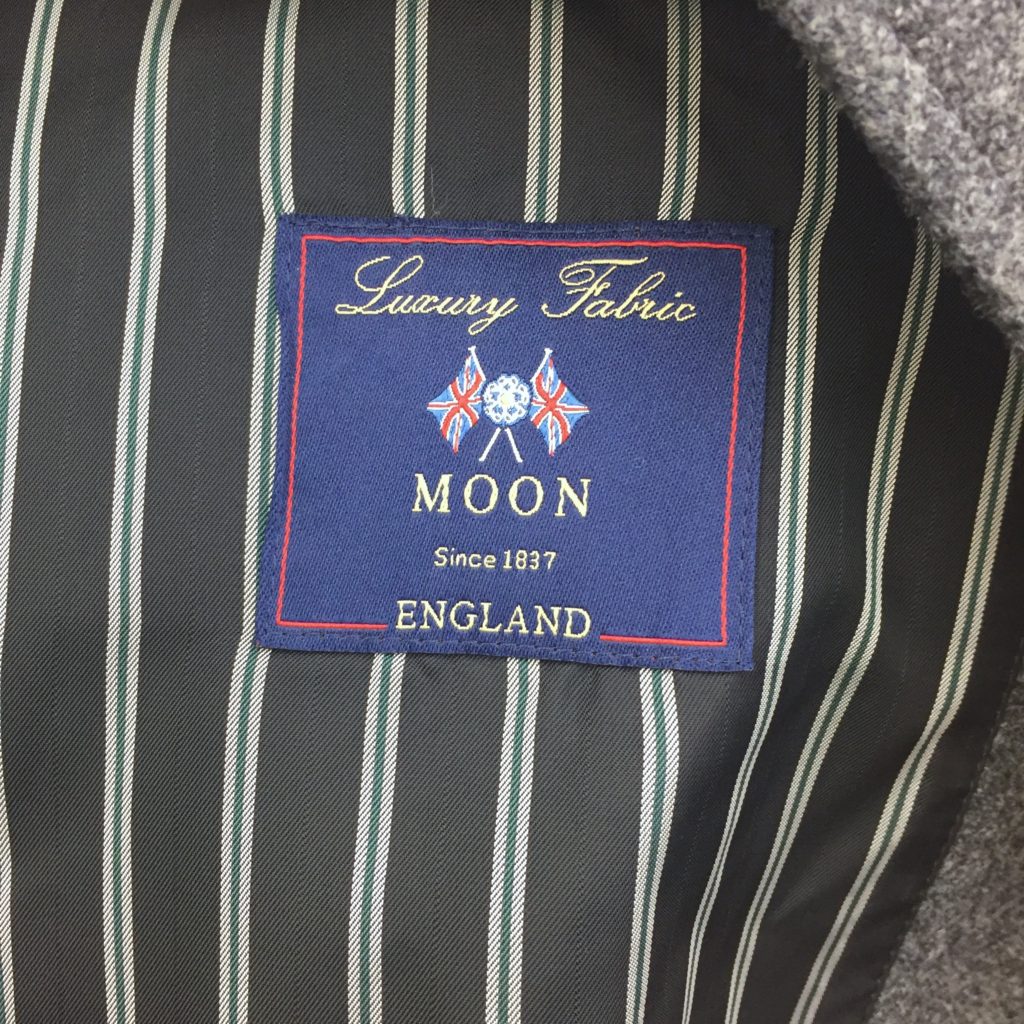 Luxury Fabric
MOON
Since 1837
ENGLAND